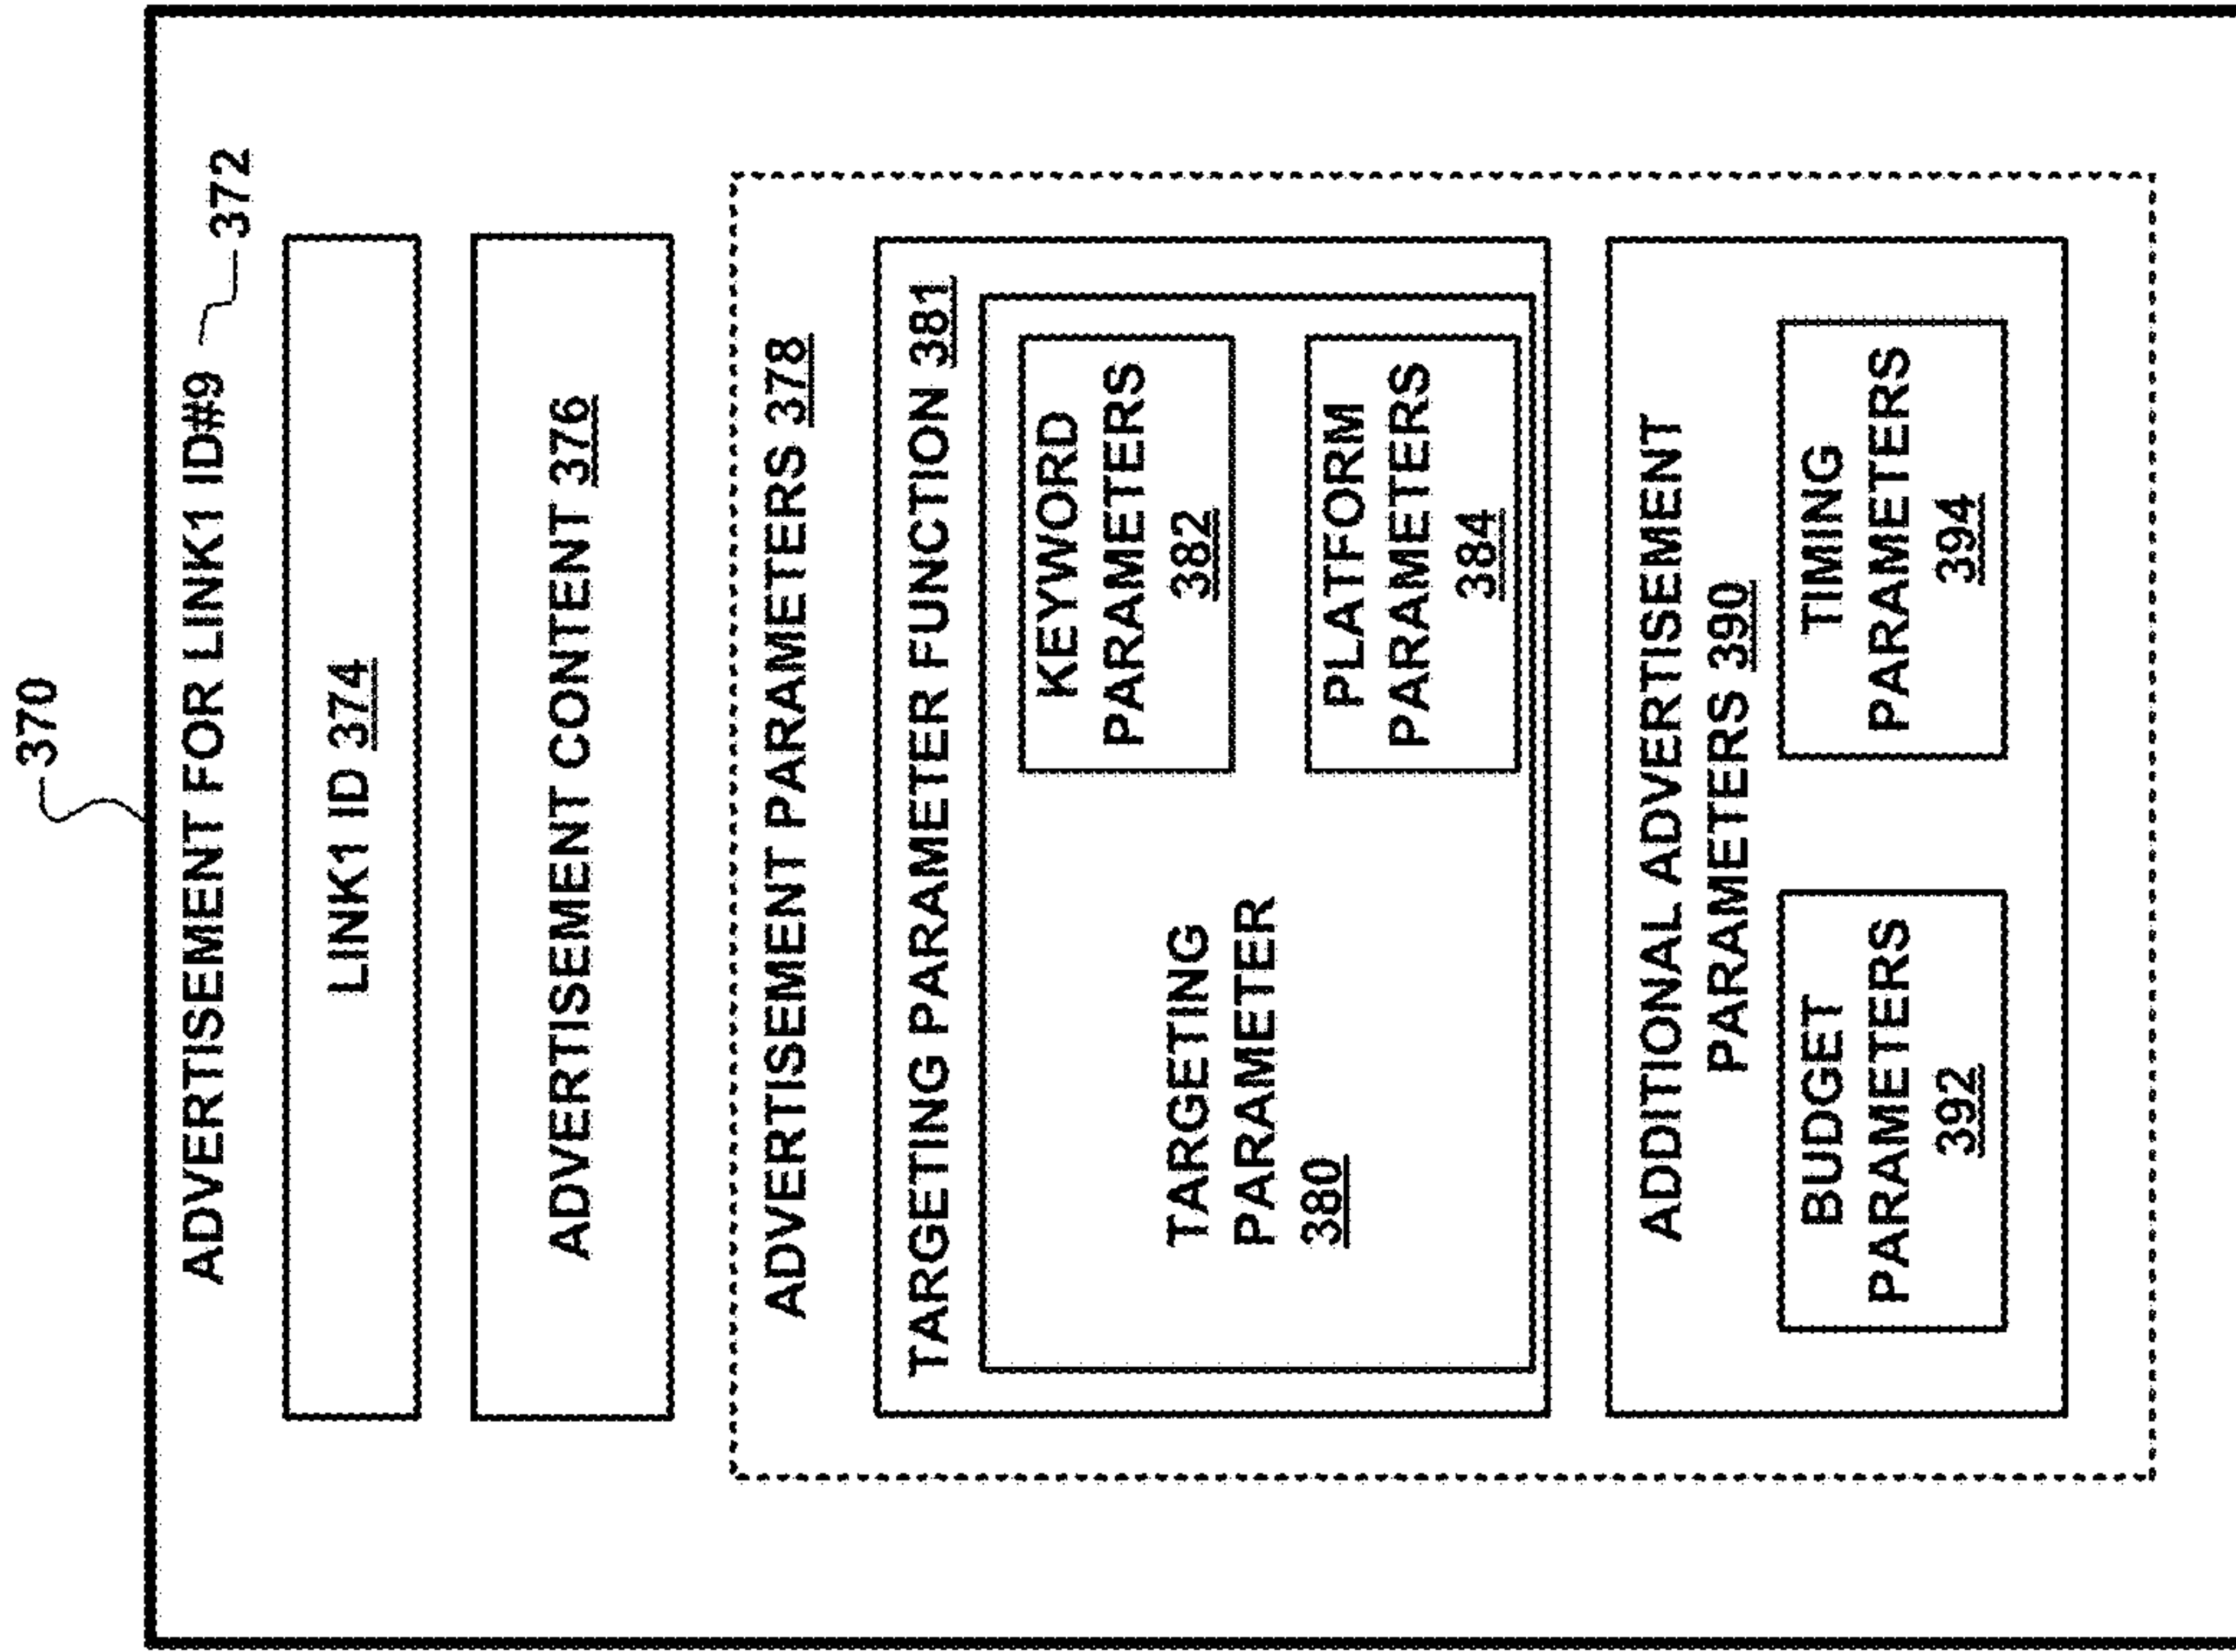 370
ADVERTISEMENT FOR LINK1 ID#9 372
LINK1 ID 374
ADVERTISEMENT CONTENT 376
ADVERTISEMENT PARAMETERS 378
TARGETING PARAMETER FUNCTION 381
TARGETING
PARAMETER
380
KEYWORD
PARAMETERS
382
PLATFORM
PARAMETERS
384
ADDITIONAL ADVERTISEMENT
PARAMETERS 390
BUDGET
PARAMETERS
392
TIMING
PARAMETERS
394